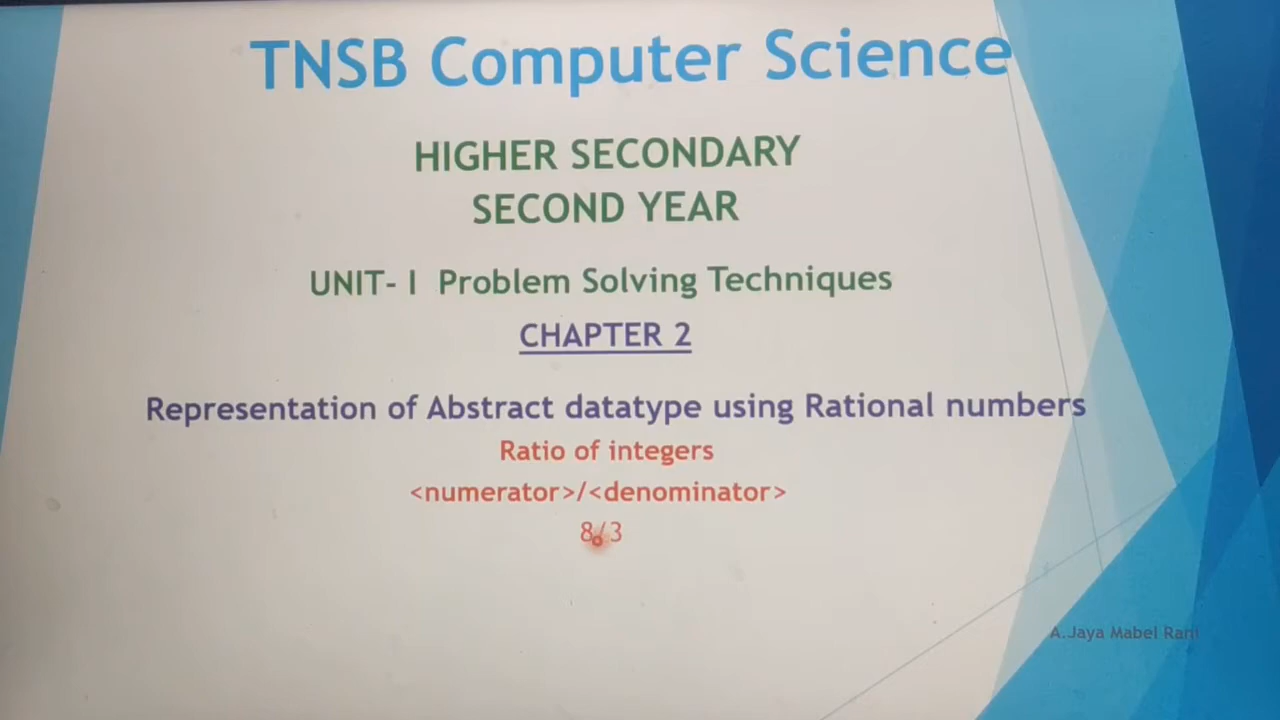 TNSB Computer Science
HIGHER SECONDARY
SECOND YEAR
UNIT- I Problem Solving Techniques
CHAPTER 2
Representation of Abstract datatype using Rational numbers
Ratio of integers
<numerator>/<denominator>
8/3
A.Jaya Mabel Rani